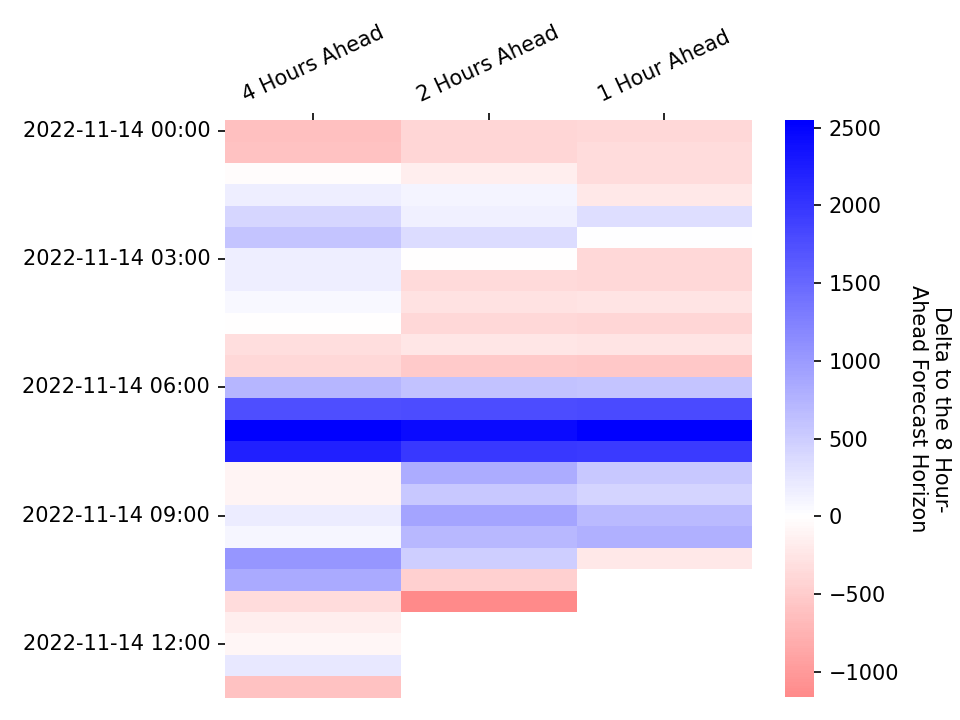 4 Hours Ahead
2 Hours Ahead
1 Hour Ahead
2022-11-14 00:00
2022-11-14 03:00
2022-11-14 06:00
2022-11-14 09:00
2022-11-14 12:00
2500
2000
1500
1000
500
0
−500
−1000
Delta to the 8 Hour-
Ahead Forecast Horizon